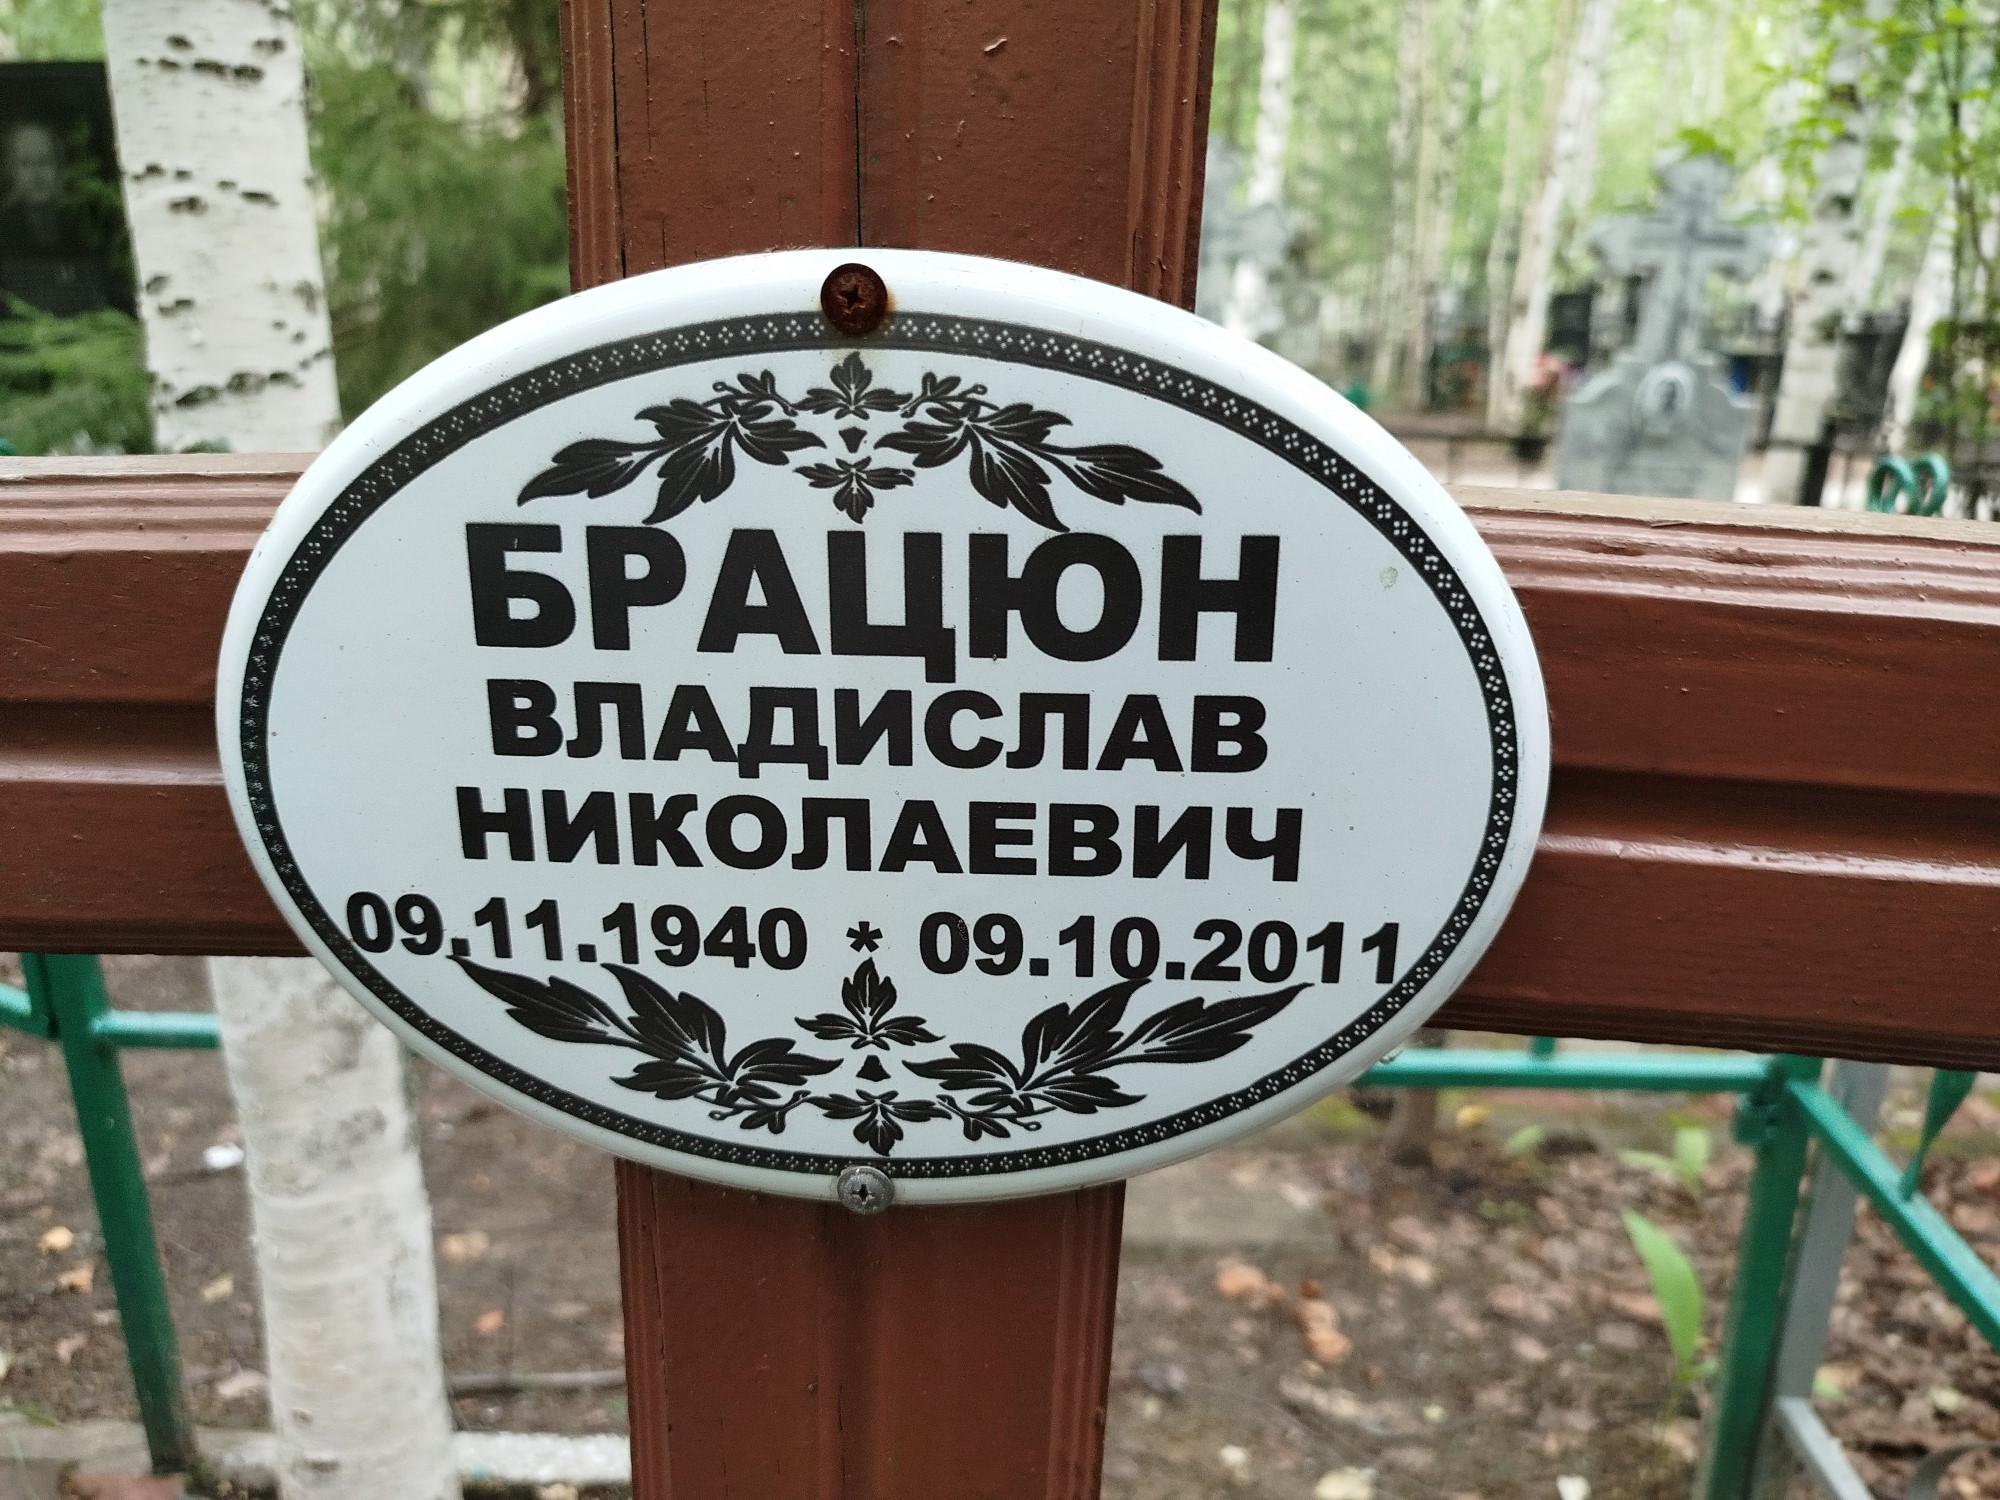 БРАЦЮН
ВЛАДИСЛАВ
НИКОЛАЕВИЧ
09.11.1940 * 09.10.2011